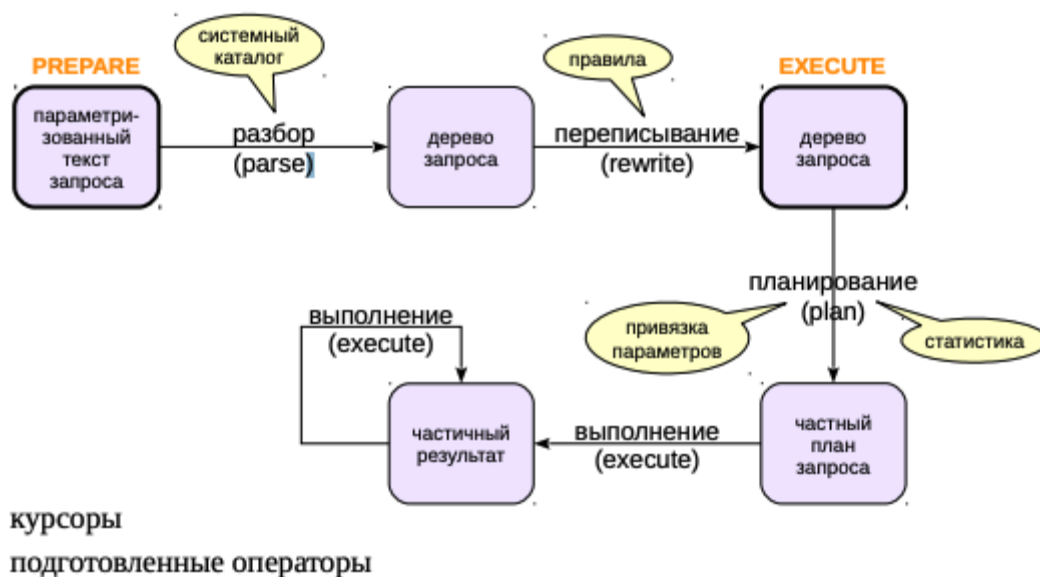 системный
каталог
правила
PREPARE
EXECUTE
параметри-
зованный
текст
запроса
разбор
(parse)
дерево
запроса
переписывание
(rewrite)
дерево
запроса
планирование
(plan)
привязка
параметров
статистика
выполнение
(execute)
частичный
результат
выполнение
(execute)
частный
план
запроса
курсоры
подготовленные операторы